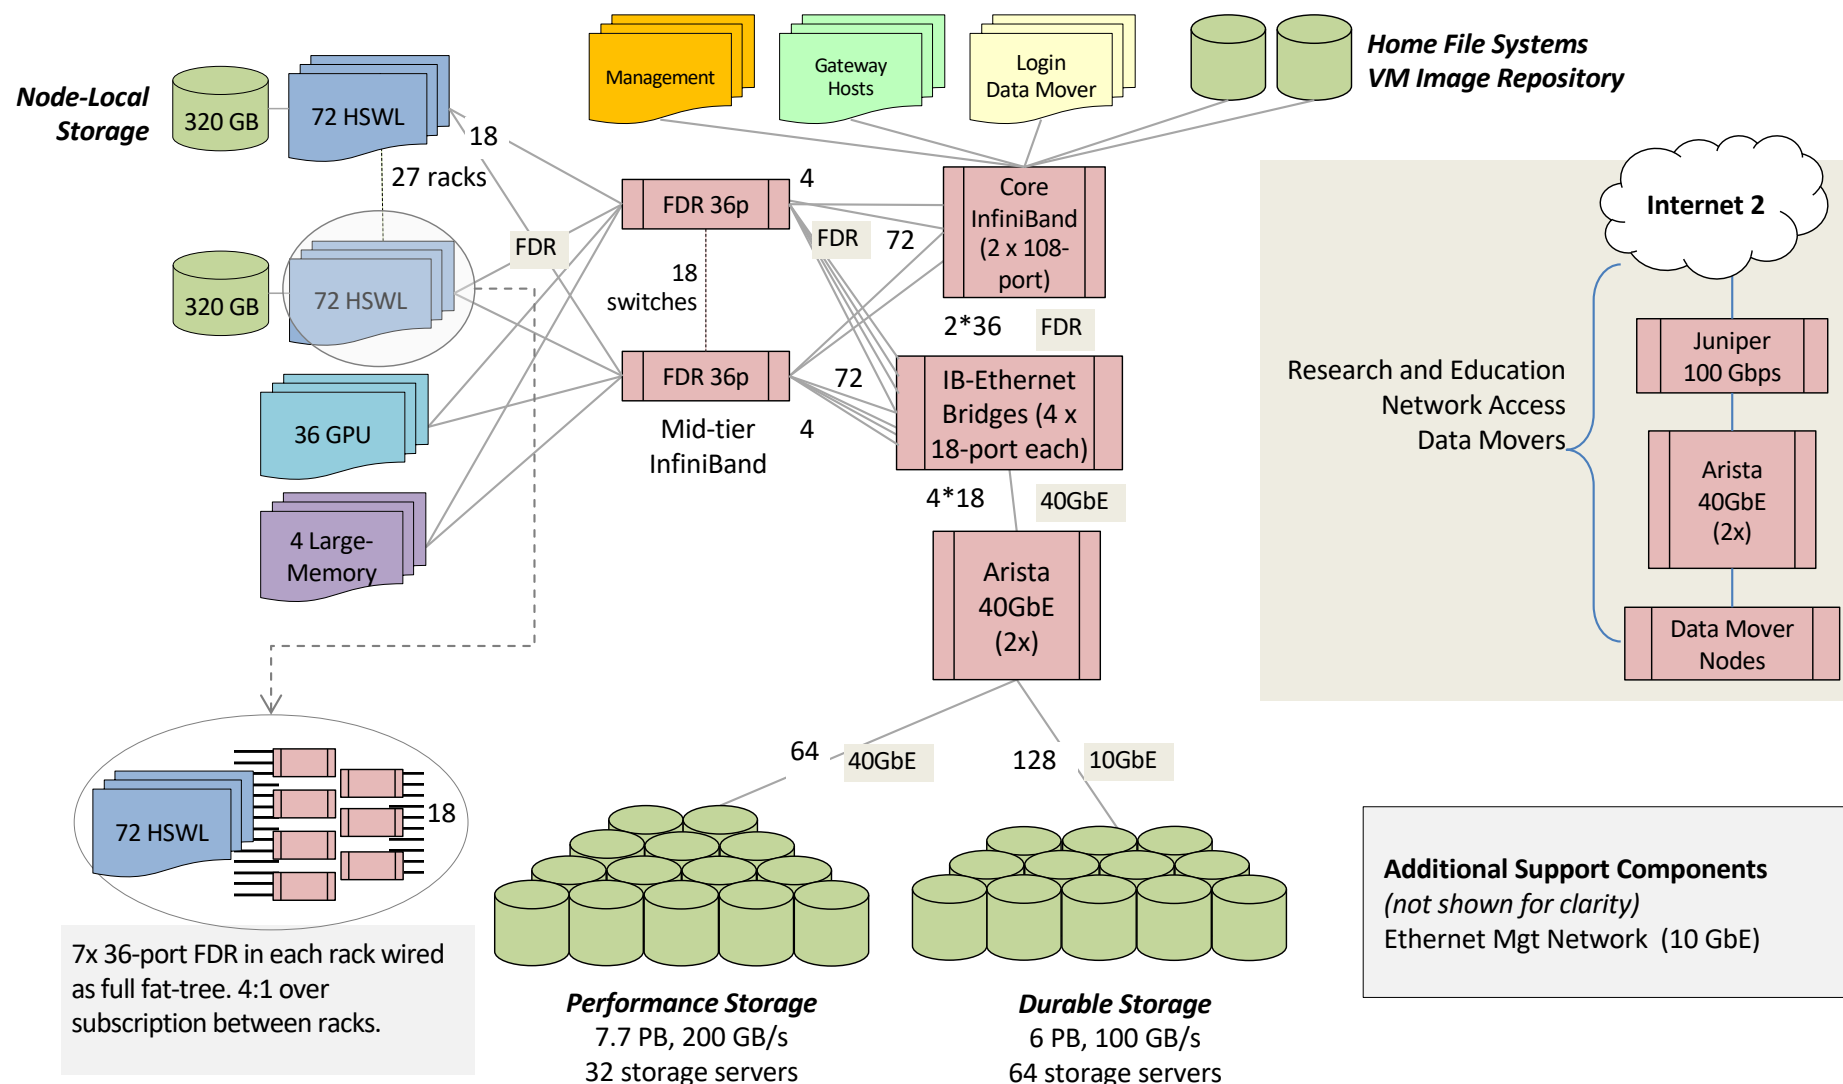 Node-Local
Storage
320 GB
72 HSWL
18
27 racks
320 GB
72 HSWL
FDR
36 GPU
4 Large-
Memory
Management
Gateway
Hosts
Login
Data Mover
Home File Systems
VM Image Repository
FDR 36p
4
FDR
72
18
switches
FDR 36p
72
4
Mid-tier
InfiniBand
Core
InfiniBand
(2 x 108-
port)
2*36
FDR
IB-Ethernet
Bridges (4 x
18-port each)
4*18
40GbE
Arista
40GbE
(2x)
64
40GbE
128
10GbE
Internet 2
Juniper
100 Gbps
Research and Education
Network Access
Data Movers
Arista
40GbE
(2x)
Data Mover
Nodes
72 HSWL
18
7x 36-port FDR in each rack wired
as full fat-tree. 4:1 over
subscription between racks.
Performance Storage
7.7 PB, 200 GB/s
32 storage servers
Durable Storage
6 PB, 100 GB/s
64 storage servers
Additional Support Components
(not shown for clarity)
Ethernet Mgt Network (10 GbE)